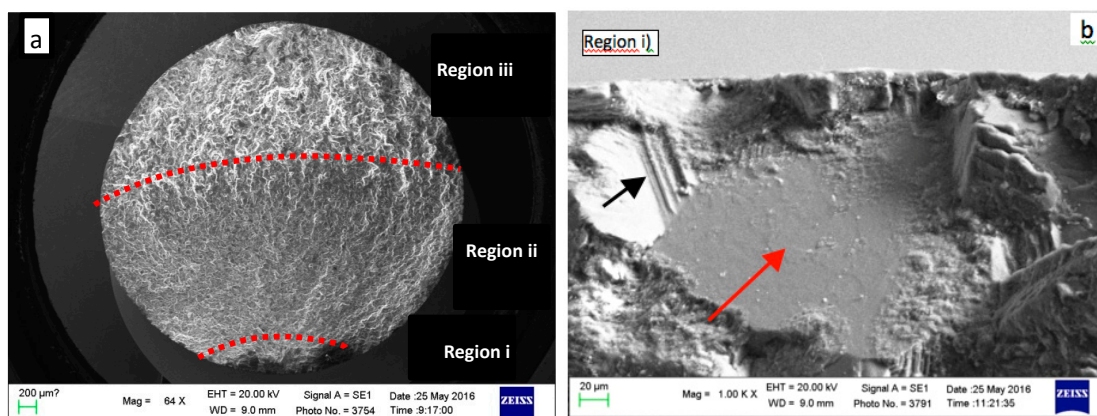 a
Region iii
Region ii
Region i
200 µm?
Mag = 64 X
EHT = 20.00 kV
WD = 9.0 mm
Signal A = SE1
Photo No. = 3754
Date :25 May 2016
Time :9:17:00
ZEISS
Region i)
b
20 µm
Mag = 1.00 K X
EHT = 20.00 kV
WD = 9.0 mm
Signal A = SE1
Photo No. = 3791
Date :25 May 2016
Time :11:21:35
ZEISS